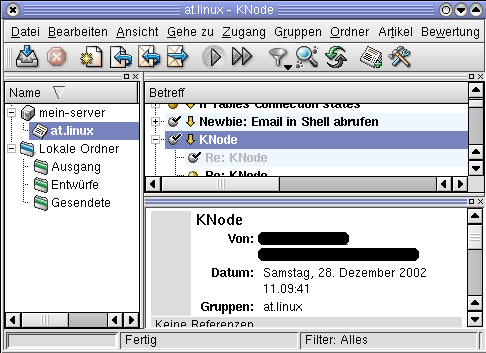 at.linux - KNode
Datei Bearbeiten Ansicht Gehe zu Zugang Gruppen Ordner Artikel Bewertung
Name
mein-server
at.linux
Lokale Ordner
Ausgang
Entwürfe
Gesendete
Betreff
IP Tables Connection states
Newbie: Email in Shell abrufen
KNode
Re: KNode
Re: KNode
KNode
Von:
Datum: Samstag, 28. Dezember 2002
11:09:41
Gruppen: at.linux
Keine Referenzen
Fertig
Filter: Alles